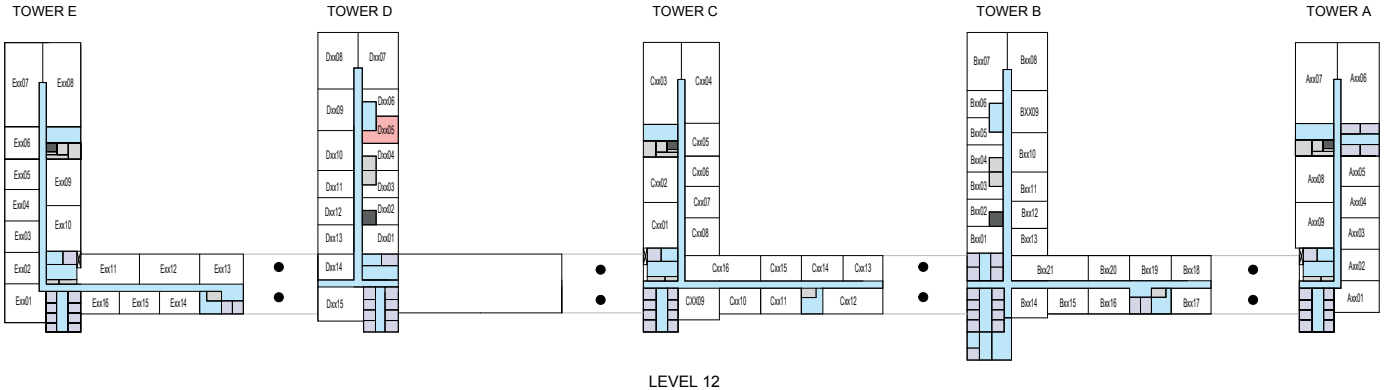 TOWER E
TOWER D
TOWER C
TOWER B
TOWER A
Exx07
Exx08
Exx06
Exx05
Exx09
Exx04
Exx03
Exx10
Exx02
Exx11
Exx12
Exx13
Exx01
Exx16
Exx15
Exx14
Dxx08
Dxx07
Dxx09
Dxx06
Dxx05
Dxx10
Dxx04
Dxx11
Dxx03
Dxx12
Dxx02
Dxx13
Dxx01
Dxx14
Dxx15
Cxx03
Cxx04
Cxx05
Cxx02
Cxx06
Cxx07
Cxx01
Cxx08
Cxx16
Cxx15
Cxx14
Cxx13
CXX09
Cxx10
Cxx11
Cxx12
Bxx07
Bxx08
Bxx06
BXX09
Bxx05
Bxx04
Bxx10
Bxx03
Bxx11
Bxx02
Bxx12
Bxx01
Bxx13
Bxx21
Bxx20
Bxx19
Bxx18
Bxx14
Bxx15
Bxx16
Bxx17
Axx07
Axx06
Axx08
Axx05
Axx04
Axx09
Axx03
Axx02
Axx01
LEVEL 12